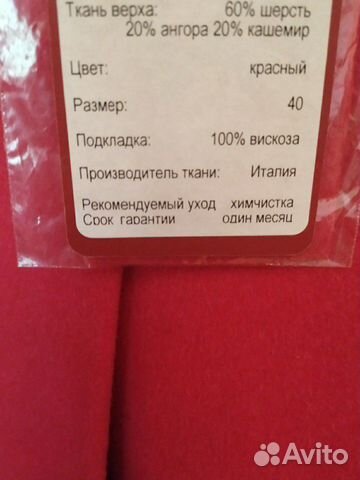 Ткань верха: 60% шерсть
20% ангора 20% кашемир
Цвет: красный
Размер: 40
Подкладка: 100% вискоза
Производитель ткани: Италия
Рекомендуемый уход химчистка
Срок гарантии один месяц
Avito